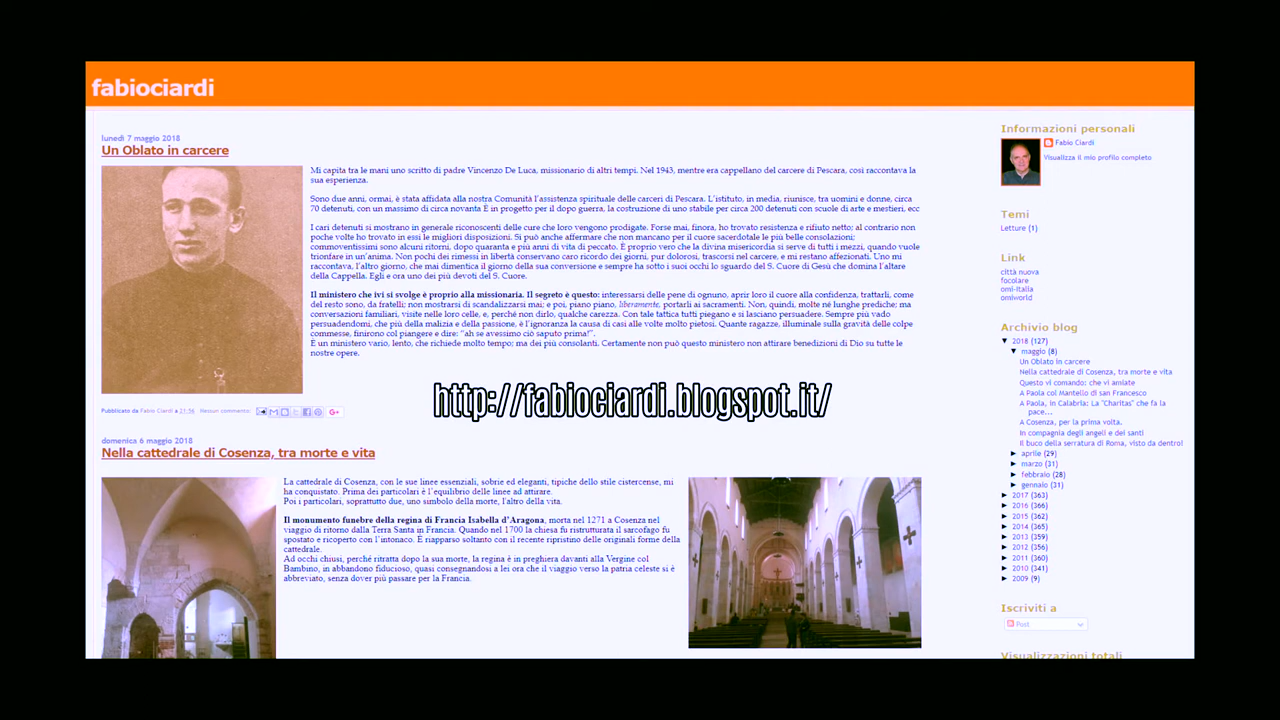 fabiociardi
lunedì 7 maggio 2018
Un Oblato in carcere
Mi capita tra le mani uno scritto di padre Vincenzo De Luca, missionario di altri tempi. Nel 1943, mentre era cappellano del carcere di Pescara, così raccontava la
sua esperienza.
Sono due anni, ormai, è stata affidata alla nostra Comunità l'assistenza spirituale delle carceri di Pescara. L'istituto, in media, riunisce, tra uomini e donne, circa
70 detenuti, con un massimo di circa novanta È in progetto per il dopo guerra, la costruzione di uno stabile per circa 200 detenuti con scuole di arte e mestieri, ecc
I cari detenuti si mostrano in generale riconoscenti delle cure che loro vengono prodigate. Forse mai, finora, ho trovato resistenza e rifiuto netto; al contrario non
poche volte ho trovato in essi le migliori disposizioni. Si può anche affermare che non mancano per il cuore sacerdotale le più belle consolazioni;
commoventissimi sono alcuni ritorni, dopo quaranta e più anni di vita di peccato. È proprio vero che la divina misericordia si serve di tutti i mezzi, quando vuole
trionfare in un'anima. Non pochi dei rimessi in libertà conservano caro ricordo dei giorni, pur dolorosi, trascorsi nel carcere, e mi restano affezionati. Uno mi
raccontava, l'altro giorno, che mai dimentica il giorno della sua conversione e sempre ha sotto i suoi occhi lo sguardo del S. Cuore di Gesù che domina l'altare
della Cappella. Egli è ora uno dei più devoti del S. Cuore.
Il ministero che ivi si svolge è proprio alla missionaria. Il segreto è questo: interessarsi delle pene di ognuno, aprir loro il cuore alla confidenza, trattarli, come
del resto sono, da fratelli; non mostrarsi di scandalizzarsi mai; e poi, piano piano, liberamente, portarli ai sacramenti. Non, quindi, molte né lunghe prediche; ma
conversazioni familiari, visite nelle loro celle, e, perché non dirlo, qualche carezza. Con tale tattica tutti piegano e si lasciano persuadere. Sempre più vado
persuadendomi, che più della malizia e della passione, è l'ignoranza la causa di casi alle volte molto pietosi. Quante ragazze, illuminale sulla gravità delle colpe
commesse, finirono col piangere e dire: "ah se avessimo ciò saputo prima!".
È un ministero vario, lento, che richiede molto tempo; ma dei più consolanti. Certamente non può questo ministero non attirare benedizioni di Dio su tutte le
nostre opere.
Pubblicato da Fabio Ciardi a 21:56 Nessun commento:
http://fabiociardi.blogspot.it/
domenica 6 maggio 2018
Nella cattedrale di Cosenza, tra morte e vita
La cattedrale di Cosenza, con le sue linee essenziali, sobrie ed eleganti, tipiche dello stile cistercense, mi
ha conquistato. Prima dei particolari è l'equilibrio delle linee ad attirare.
Poi i particolari, soprattutto due, uno simbolo della morte, l'altro della vita.
Il monumento funebre della regina di Francia Isabella d'Aragona, morta nel 1271 a Cosenza nel
viaggio di ritorno dalla Terra Santa in Francia. Quando nel 1700 la chiesa fu ristrutturata il sarcofago fu
spostato e ricoperto con l'intonaco. È riapparso soltanto con il recente ripristino delle originali forme della
cattedrale.
Ad occhi chiusi, perché ritratta dopo la sua morte, la regina è in preghiera davanti alla Vergine col
Bambino, in abbandono fiducioso, quasi consegnandosi a lei ora che il viaggio verso la patria celeste si è
abbreviato, senza dover più passare per la Francia.
Informazioni personali
Fabio Ciardi
Visualizza il mio profilo completo
Temi
Letture (1)
Link
città nuova
focolare
omi-Italia
omiworld
Archivio blog
▼ 2018 (127)
▼ maggio (8)
Un Oblato in carcere
Nella cattedrale di Cosenza, tra morte e vita
Questo vi comando: che vi amiate
A Paola col Mantello di san Francesco
A Paola, in Calabria: La "Charitas" che fa la
pace...
A Cosenza, per la prima volta.
In compagnia degli angeli e dei santi
Il buco della serratura di Roma, visto da dentro!
► aprile (29)
► marzo (31)
► febbraio (28)
► gennaio (31)
► 2017 (363)
► 2016 (366)
► 2015 (362)
► 2014 (365)
► 2013 (359)
► 2012 (356)
► 2011 (360)
► 2010 (341)
► 2009 (9)
Iscriviti a
Post
Visualizzazioni totali